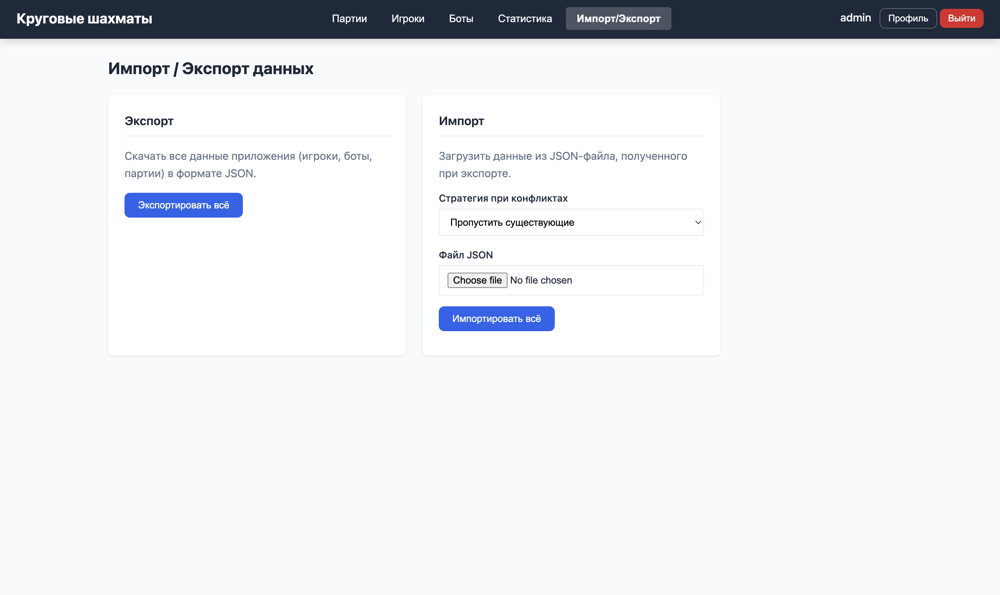 Круговые шахматы
Партии
Игроки
Боты
Статистика
Импорт/Экспорт
admin
Профиль
Выйти
Импорт / Экспорт данных
Экспорт
Скачать все данные приложения (игроки, боты,
партии) в формате JSON.
Экспортировать всё
Импорт
Загрузить данные из JSON-файла, полученного
при экспорте.
Стратегия при конфликтах
Пропустить существующие
Файл JSON
Choose file No file chosen
Импортировать всё